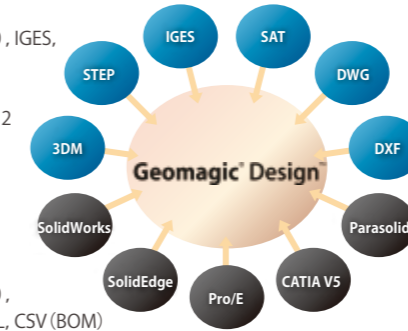 ), IGES,
IGES
SAT
STEP
DWG
2
3DM
DXF
Geomagic® Design™
SolidWorks
Parasolid
SolidEdge
CATIA V5
Pro/E
),
L, CSV (BOM)